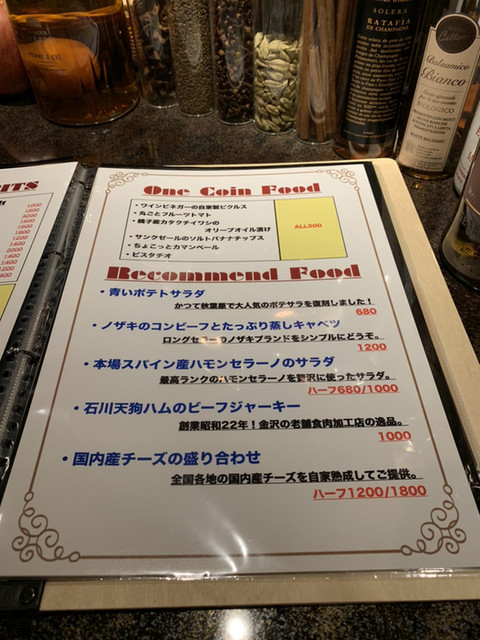 SOLERA
RATAFIA
DE CHAMPAGNE
Balsamico
Bianco
BIOLOGICO
WHITE BALSAMIC
One Coin Food
・ワインビネガーの自家製ピクルス
・丸ごとフルーツトマト
・銚子産カタクチイワシの
オリーブオイル漬け
・サンクゼールのソルトバナナチップス
・ちょこっとカマンベール
・ピスタチオ
ALL500
Recommend Food
・青いポテトサラダ
かつて秋葉原で大人気のポテサラを復刻しました！
680
・ノザキのコンビーフとたっぷり蒸しキャベツ
ロングセラーのノザキブランドをシンプルにどうぞ。
1200
・本場スパイン産ハモンセラーノのサラダ
最高ランクのハモンセラーノを贅沢に使ったサラダ。
ハーフ680/1000
・石川天狗ハムのビーフジャーキー
創業昭和22年！金沢の老舗食肉加工店の逸品。
1000
・国内産チーズの盛り合わせ
全国各地の国内産チーズを自家熟成してご提供。
ハーフ1200/1800